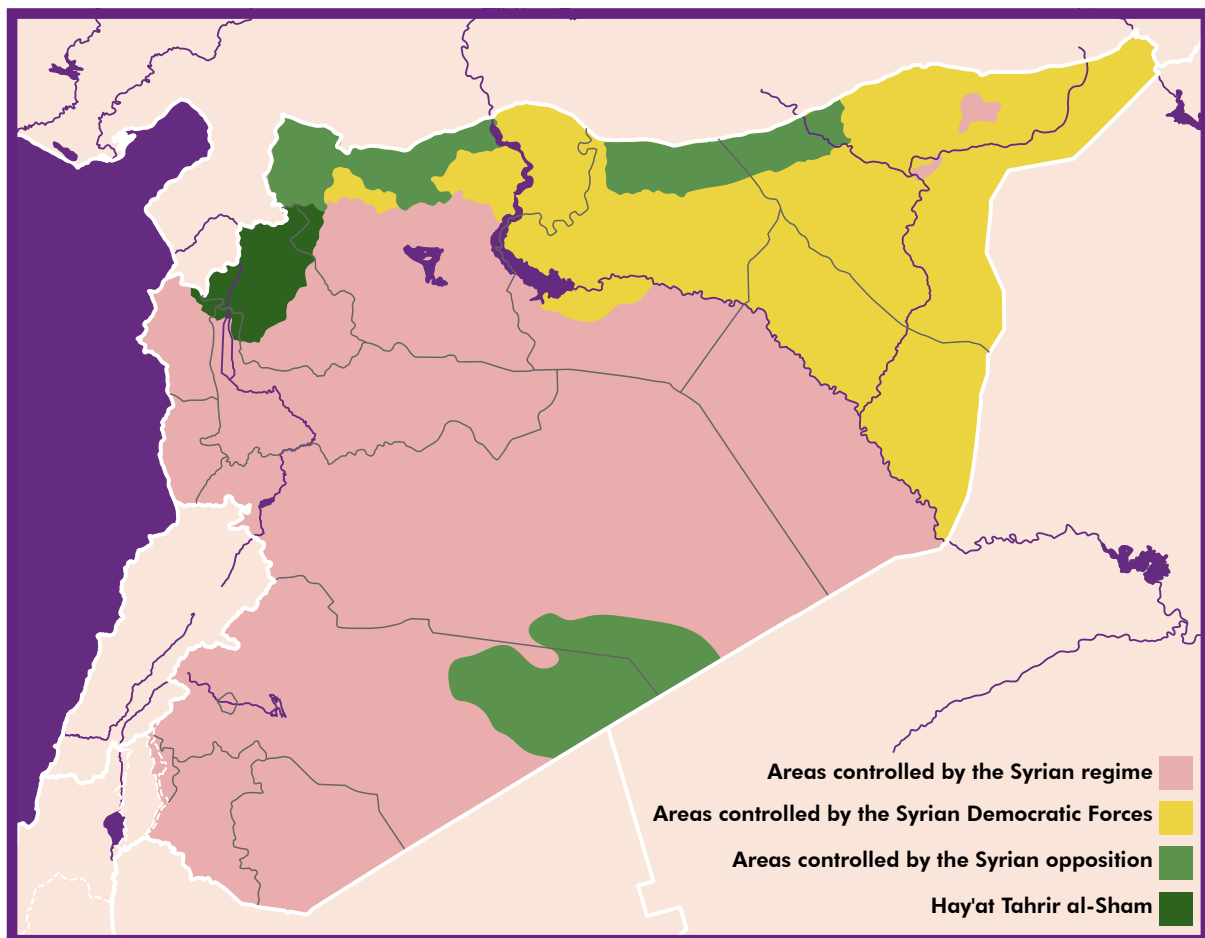 Areas controlled by the Syrian regime
Areas controlled by the Syrian Democratic Forces
Areas controlled by the Syrian opposition
Hay'at Tahrir al-Sham